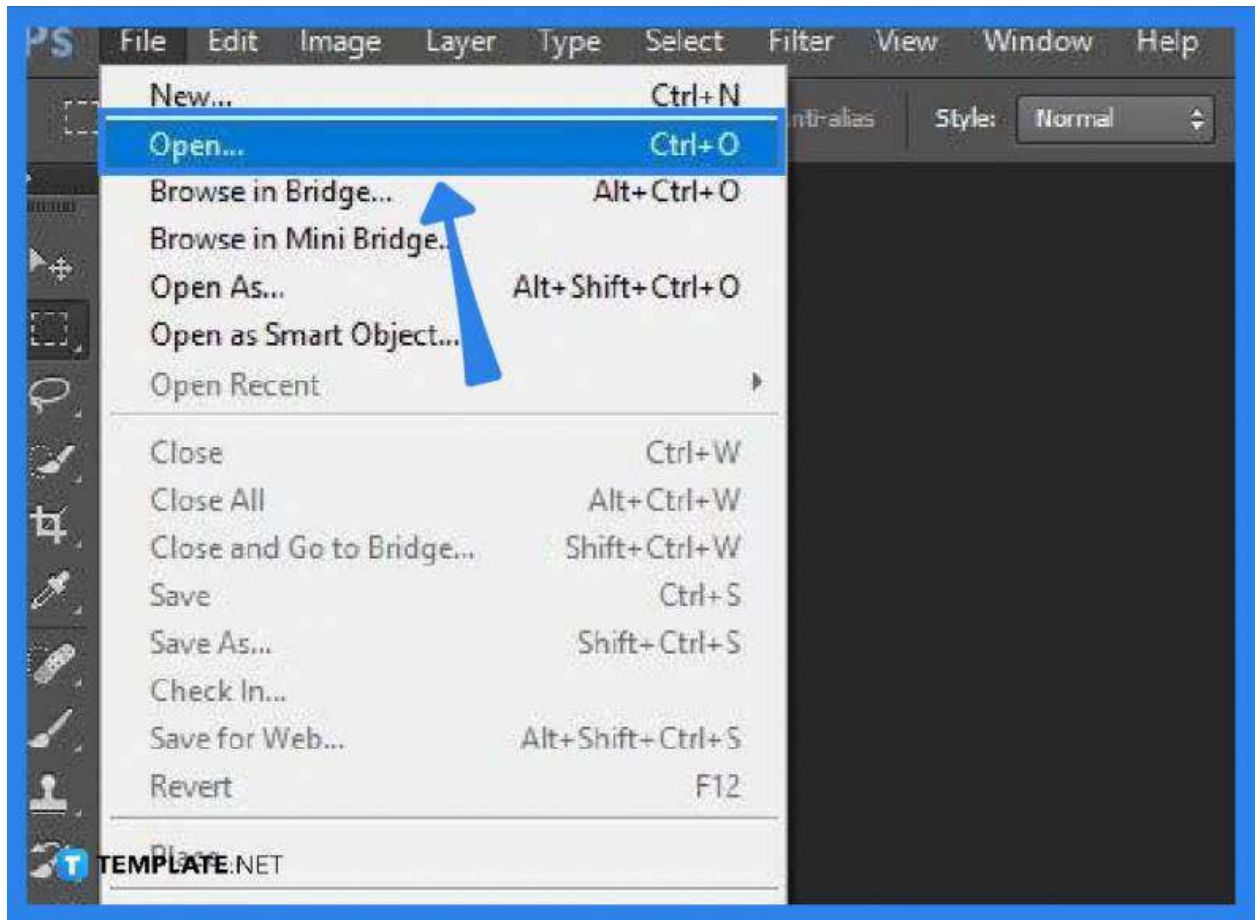 PS File Edit Image Layer Type Select Filter View Window Help
New... Ctrl+N
nti-alias Style: Normal
Open... Ctrl+O
Browse in Bridge... Alt+Ctrl+O
Browse in Mini Bridge...
Open As... Alt+Shift+Ctrl+O
Open as Smart Object...
Open Recent
Close Ctrl+W
Close All Alt+Ctrl+W
Close and Go to Bridge... Shift+Ctrl+W
Save Ctrl+S
Save As... Shift+Ctrl+S
Check In...
Save for Web... Alt+Shift+Ctrl+S
Revert F12
Place...
T TEMPLATE.NET